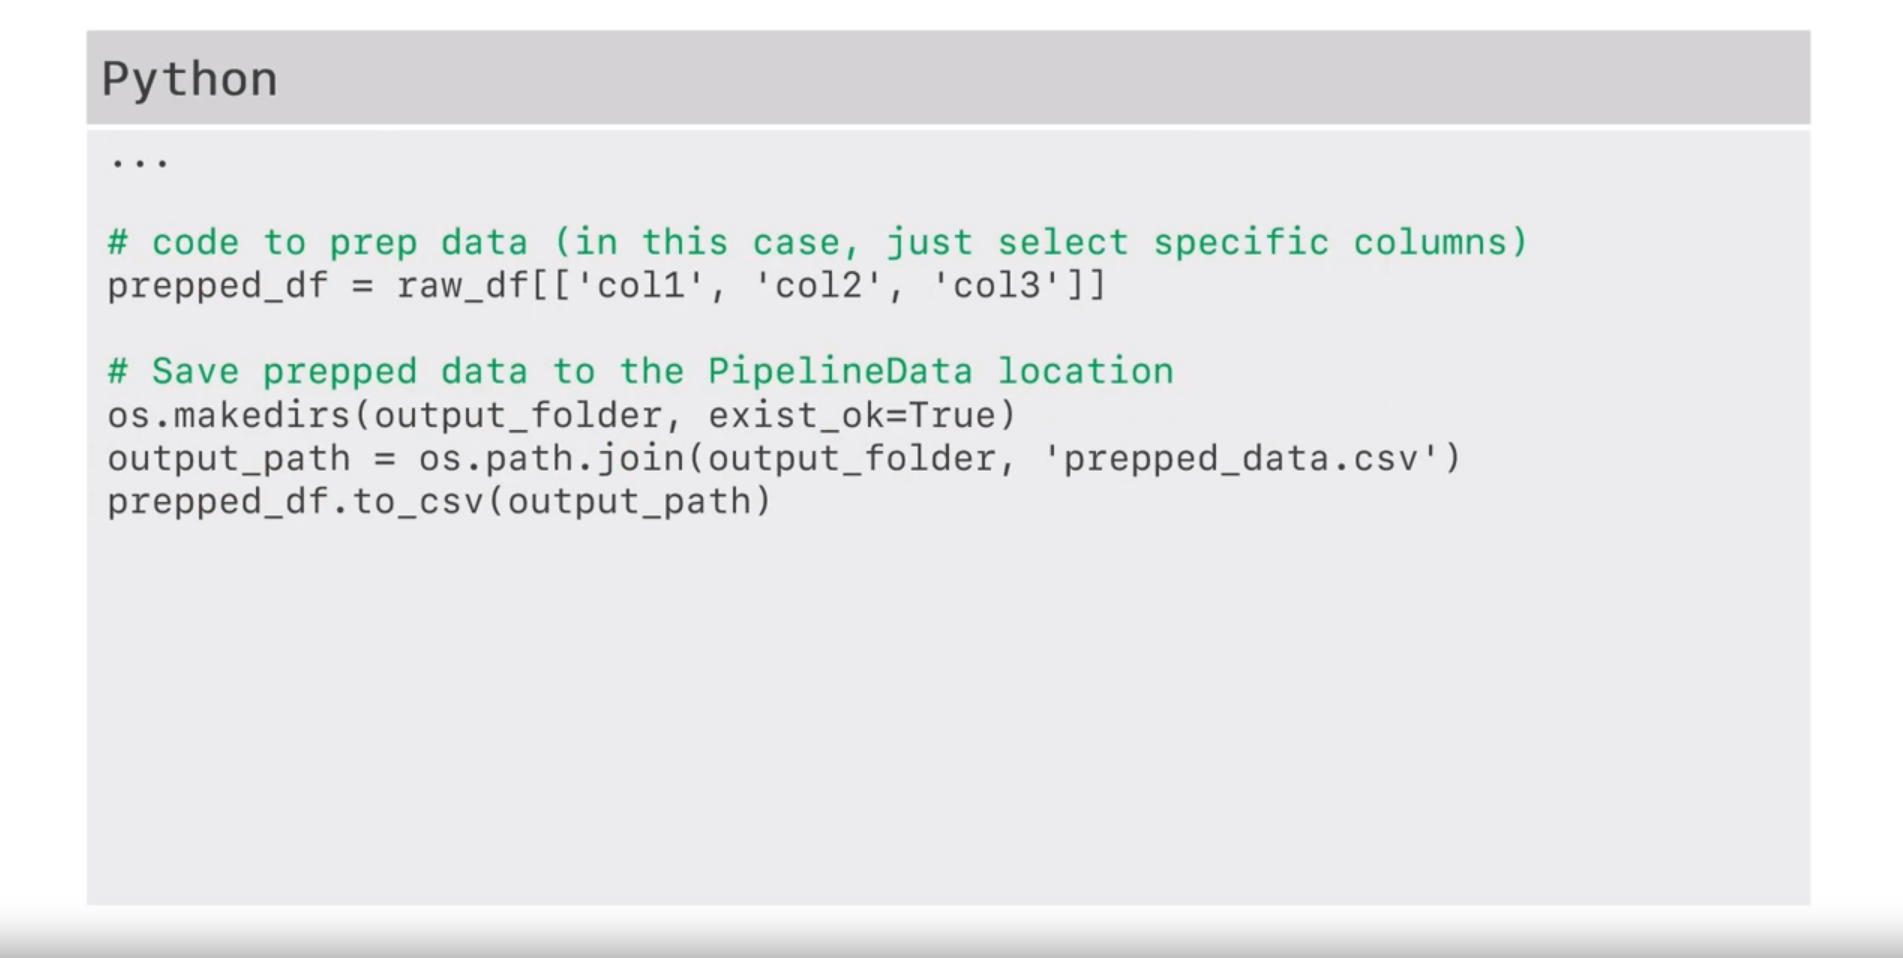 Python
...
# code to prep data (in this case, just select specific columns)
prepped_df = raw_df[['col1', 'col2', 'col3']]
# Save prepped data to the PipelineData location
os.makedirs(output_folder, exist_ok=True)
output_path = os.path.join(output_folder, 'prepped_data.csv')
prepped_df.to_csv(output_path)